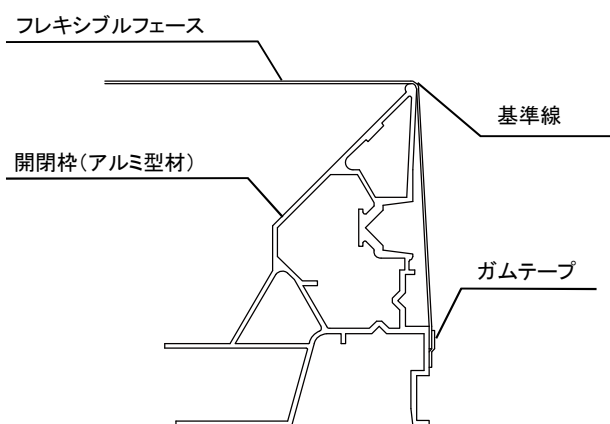 フレキシブルフェース
基準線
開閉枠(アルミ型材)
ガムテープ